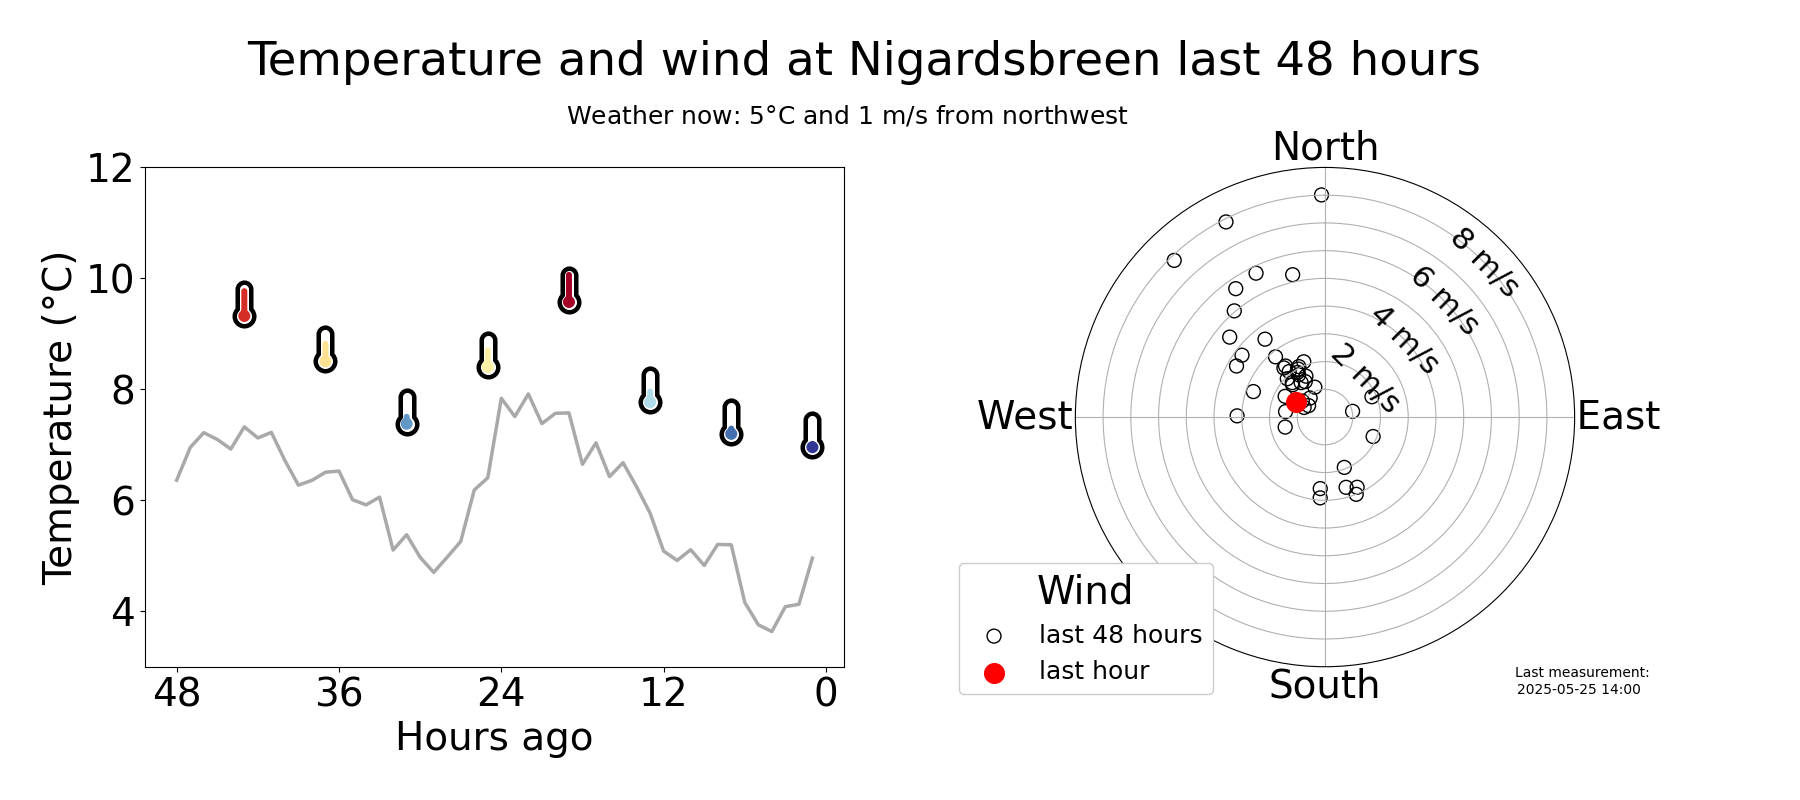 Temperature and wind at Nigardsbreen last 48 hours
Weather now: 5°C and 1 m/s from northwest
12
10
8
6
4
Temperature (°C)
48 36 24 12 0
Hours ago
North
West
East
South
8 m/s
6 m/s
4 m/s
2 m/s
Wind
last 48 hours
last hour
Last measurement:
2025-05-25 14:00